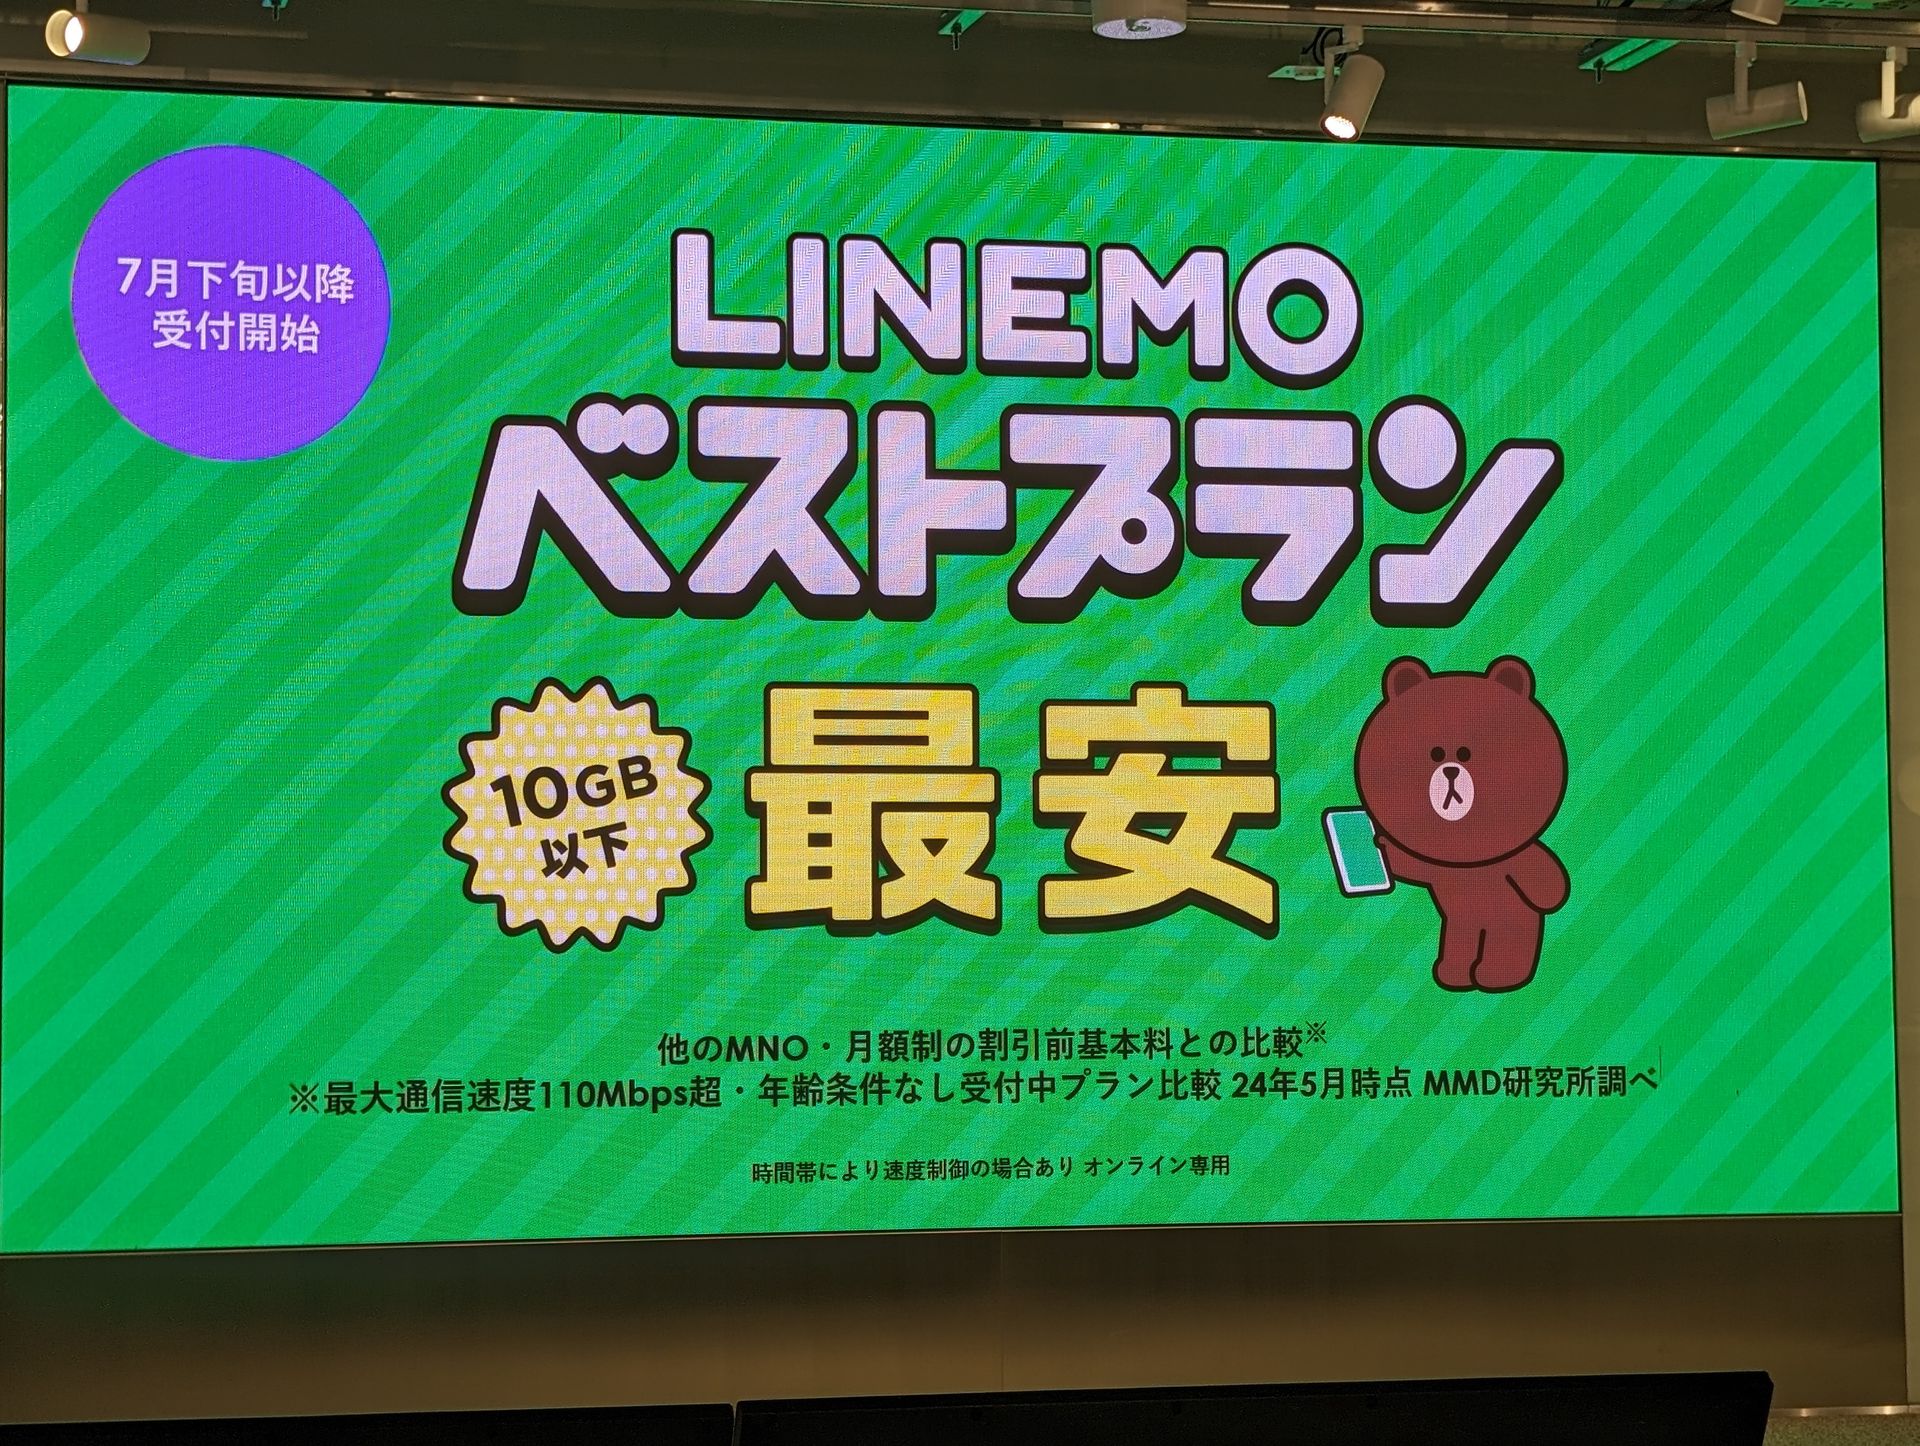 7月下旬以降
受付開始
LINEMO
ベストプラン
10GB
以下
最安
他のMNO・月額制の割引前基本料との比較※
※最大通信速度110Mbps超・年齢条件なし受付中プラン比較 24年5月時点 MMD研究所調べ
時間帯により速度制御の場合あり オンライン専用